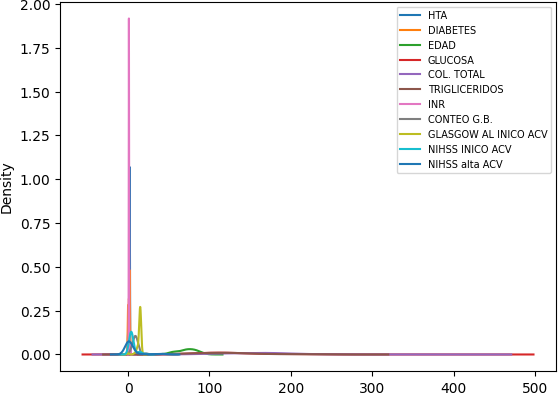 2.00
1.75
1.50
1.25
1.00
0.75
0.50
0.25
0.00
Density
0
100
200
300
400
500
HTA
DIABETES
EDAD
GLUCOSA
COL. TOTAL
TRIGLICERIDOS
INR
CONTEO G.B.
GLASGOW AL INICO ACV
NIHSS INICO ACV
NIHSS alta ACV